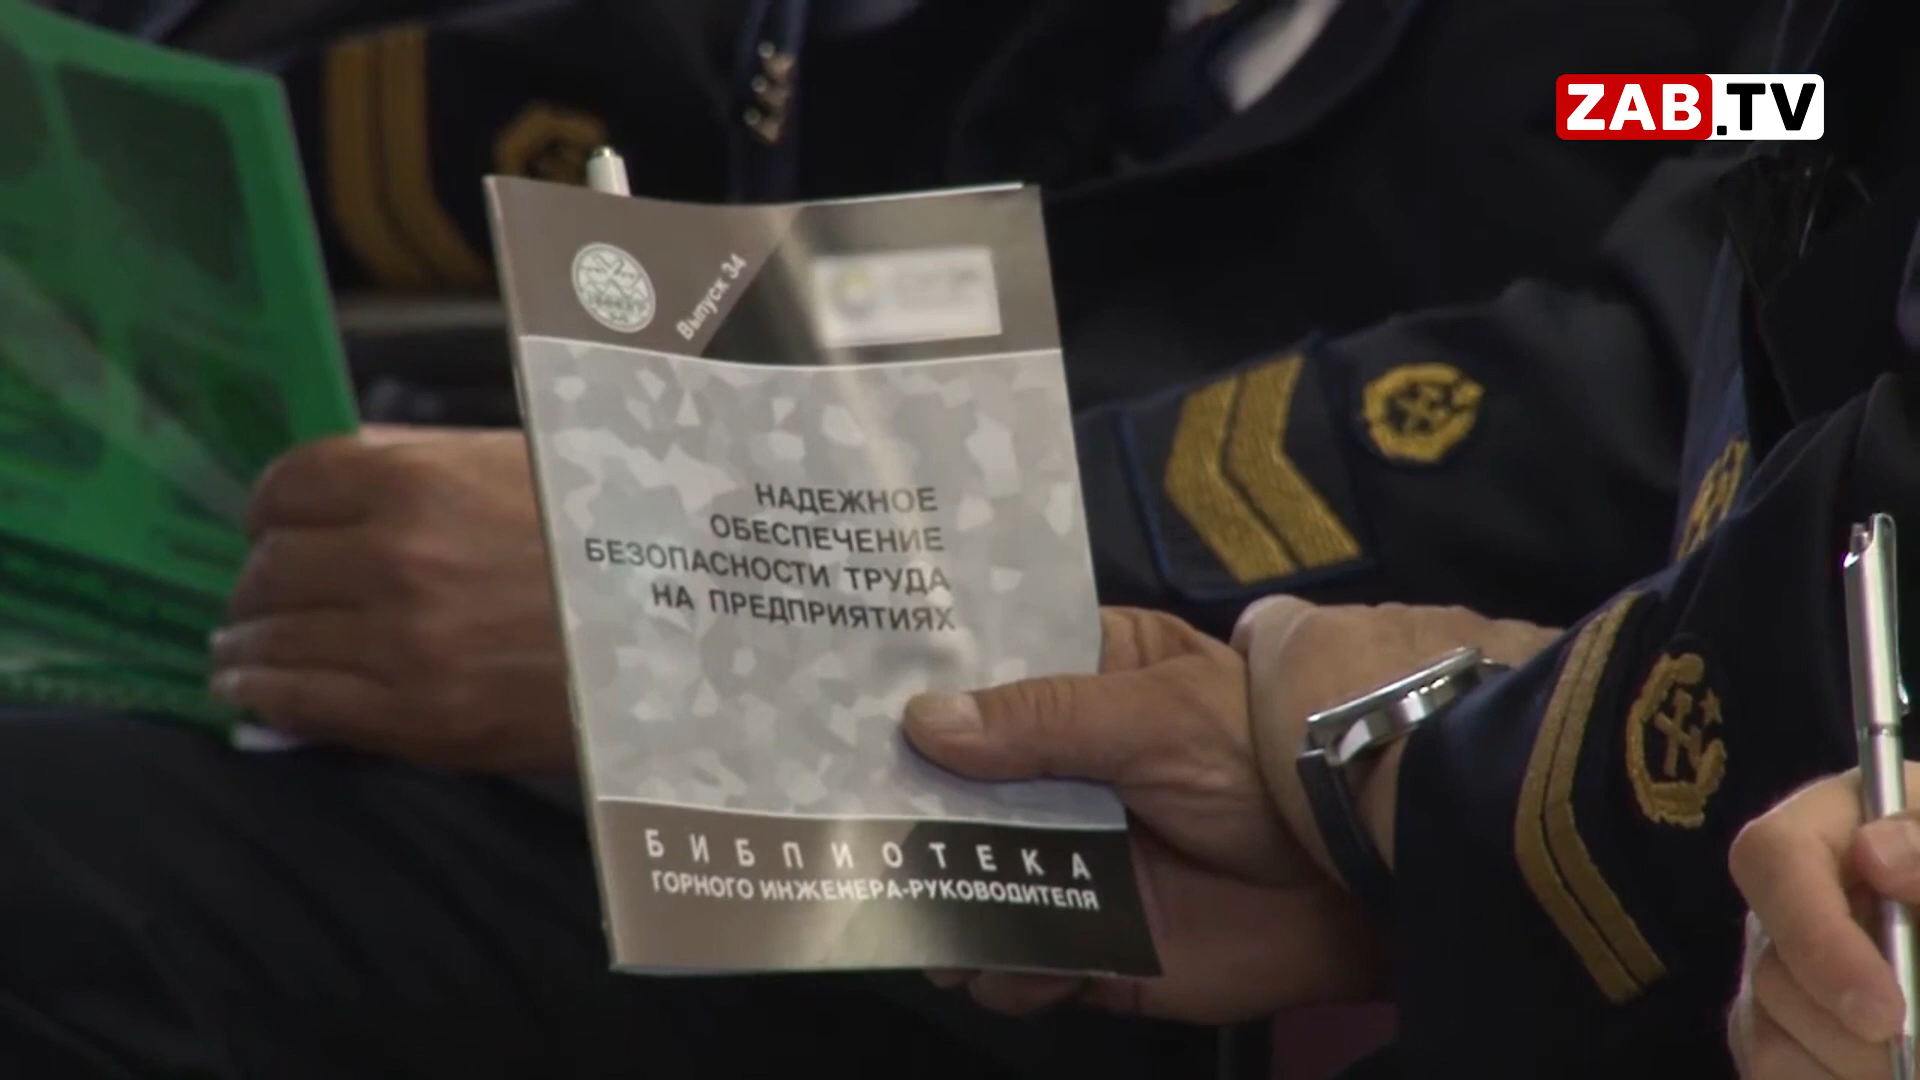 ZAB.TV
Выпуск 34
НАДЕЖНОЕ
ОБЕСПЕЧЕНИЕ
БЕЗОПАСНОСТИ ТРУДА
НА ПРЕДПРИЯТИЯХ
БИБЛИОТЕКА
ГОРНОГО ИНЖЕНЕРА-РУКОВОДИТЕЛЯ